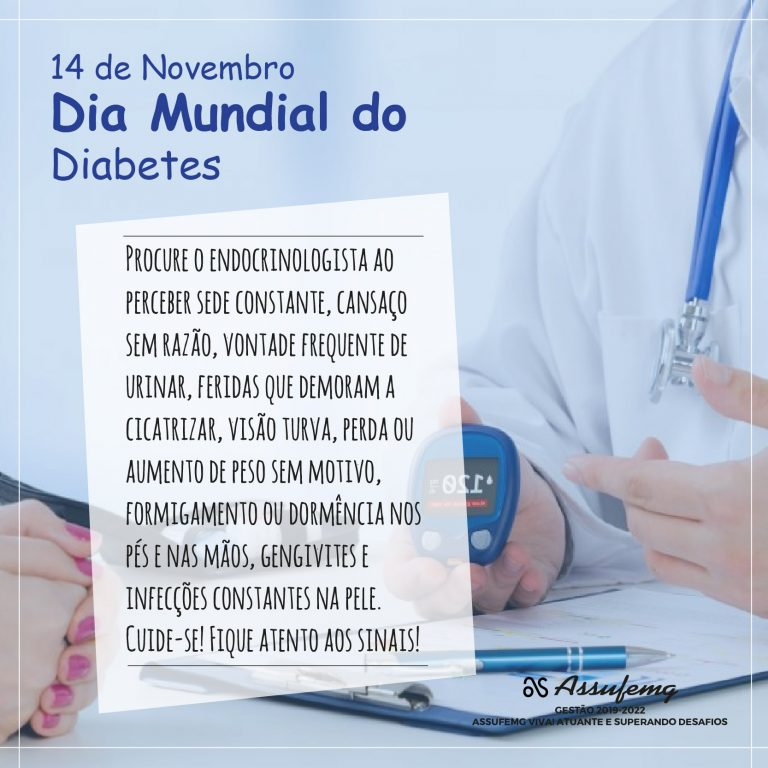 14 de Novembro
Dia Mundial do
Diabetes
PROCURE O ENDOCRINOLOGISTA AO
PERCEBER SEDE CONSTANTE, CANSAÇO
SEM RAZÃO, VONTADE FREQUENTE DE
URINAR, FERIDAS QUE DEMORAM A
CICATRIZAR, VISÃO TURVA, PERDA OU
AUMENTO DE PESO SEM MOTIVO,
FORMIGAMENTO OU DORMÊNCIA NOS
PÉS E NAS MÃOS, GENGIVITES E
INFECÇÕES CONSTANTES NA PELE.
CUIDE-SE! FIQUE ATENTO AOS SINAIS!
120
Assufemg
GESTÃO 2019-2022
ASSUFEMG VIVA! ATUANTE E SUPERANDO DESAFIOS